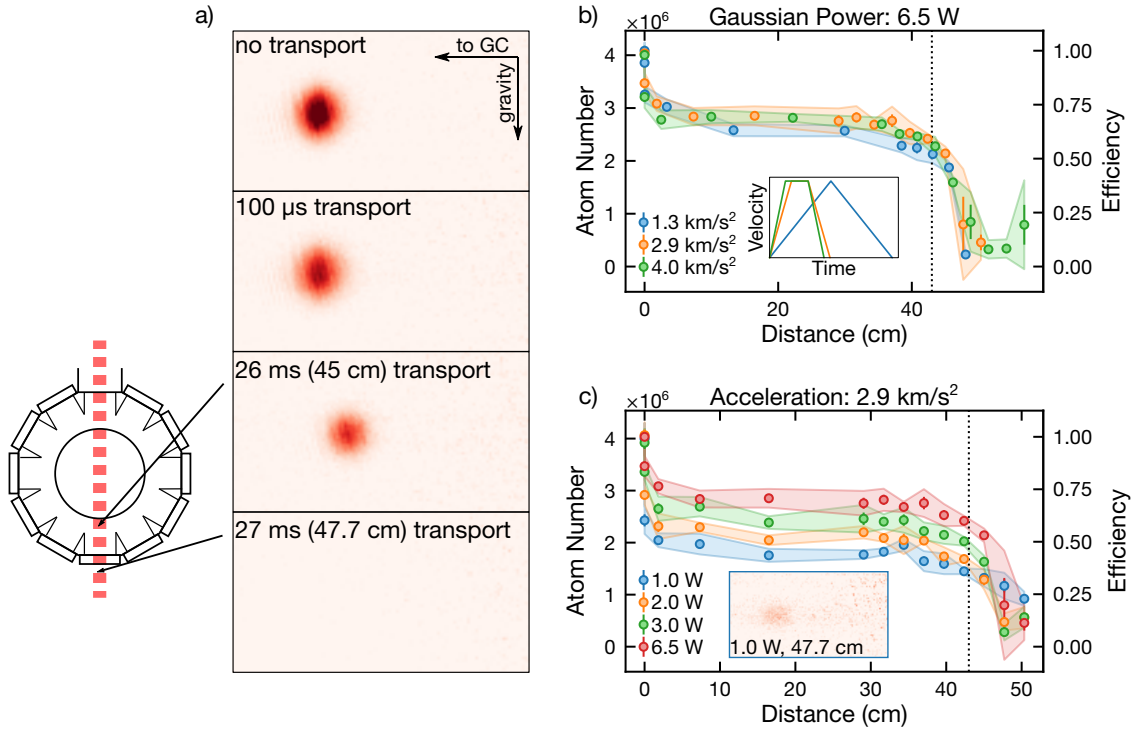 a)
no transport
to GC
gravity
100 µs transport
26 ms (45 cm) transport
27 ms (47.7 cm) transport
b)
Gaussian Power: 6.5 W
×10⁶
4
3
2
1
0
Atom Number
1.00
0.75
0.50
0.25
0.00
Efficiency
1.3 km/s²
2.9 km/s²
4.0 km/s²
Velocity
Time
0
20
40
Distance (cm)
c)
Acceleration: 2.9 km/s²
×10⁶
4
3
2
1
0
Atom Number
1.00
0.75
0.50
0.25
0.00
Efficiency
1.0 W
2.0 W
3.0 W
6.5 W
1.0 W, 47.7 cm
0
10
20
30
40
50
Distance (cm)